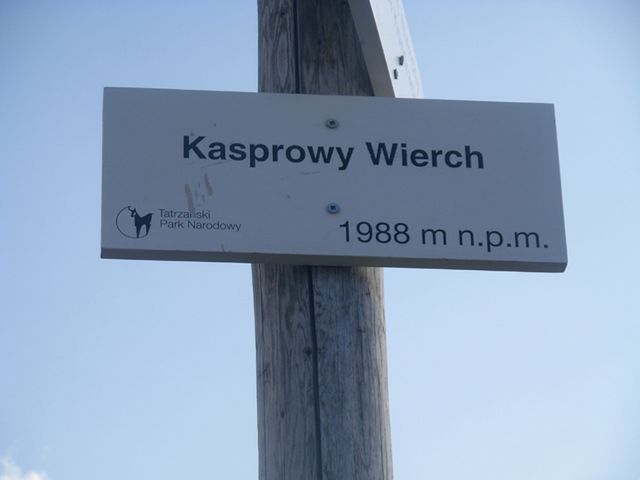 Kasprowy Wierch
Tatrzański
Park Narodowy
1988 m n.p.m.